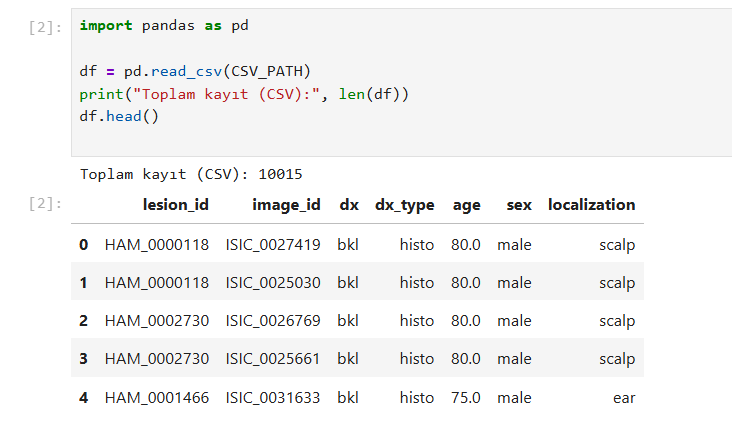 [2]: import pandas as pd
df = pd.read_csv(CSV_PATH)
print("Toplam kayıt (CSV):", len(df))
df.head()
Toplam kayıt (CSV): 10015
[2]: lesion_id image_id dx dx_type age sex localization
0 HAM_0000118 ISIC_0027419 bkl histo 80.0 male scalp
1 HAM_0000118 ISIC_0025030 bkl histo 80.0 male scalp
2 HAM_0002730 ISIC_0026769 bkl histo 80.0 male scalp
3 HAM_0002730 ISIC_0025661 bkl histo 80.0 male scalp
4 HAM_0001466 ISIC_0031633 bkl histo 75.0 male ear